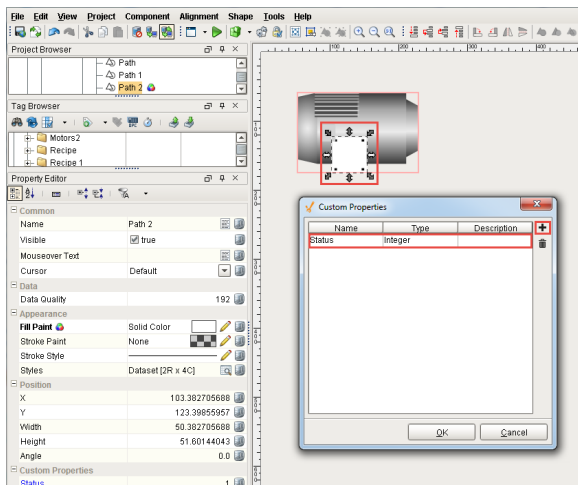 File Edit View Project Component Alignment Shape Tools Help
Project Browser
Path
Path 1
Path 2
Tag Browser
Motors2
Recipe
Recipe 1
Property Editor
Common
Name Path 2
Visible true
Mouseover Text
Cursor Default
Data
Data Quality 192
Appearance
Fill Paint Solid Color
Stroke Paint None
Stroke Style
Styles Dataset [2R x 4C]
Position
X 103.382705688
Y 123.39855957
Width 50.382705688
Height 51.60144043
Angle 0.0
Custom Properties
Status 1
100 200 300 400
Custom Properties
Name Type Description
Status Integer
OK Cancel